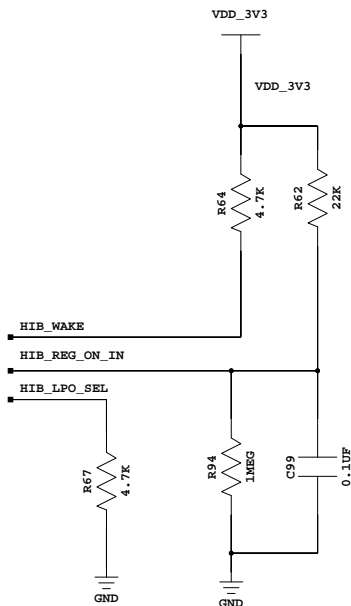 VDD_3V3
VDD_3V3
R64
4.7K
R62
22K
HIB_WAKE
HIB_REG_ON_IN
HIB_LPO_SEL
R67
4.7K
R94
1MEG
C99
0.1UF
GND
GND